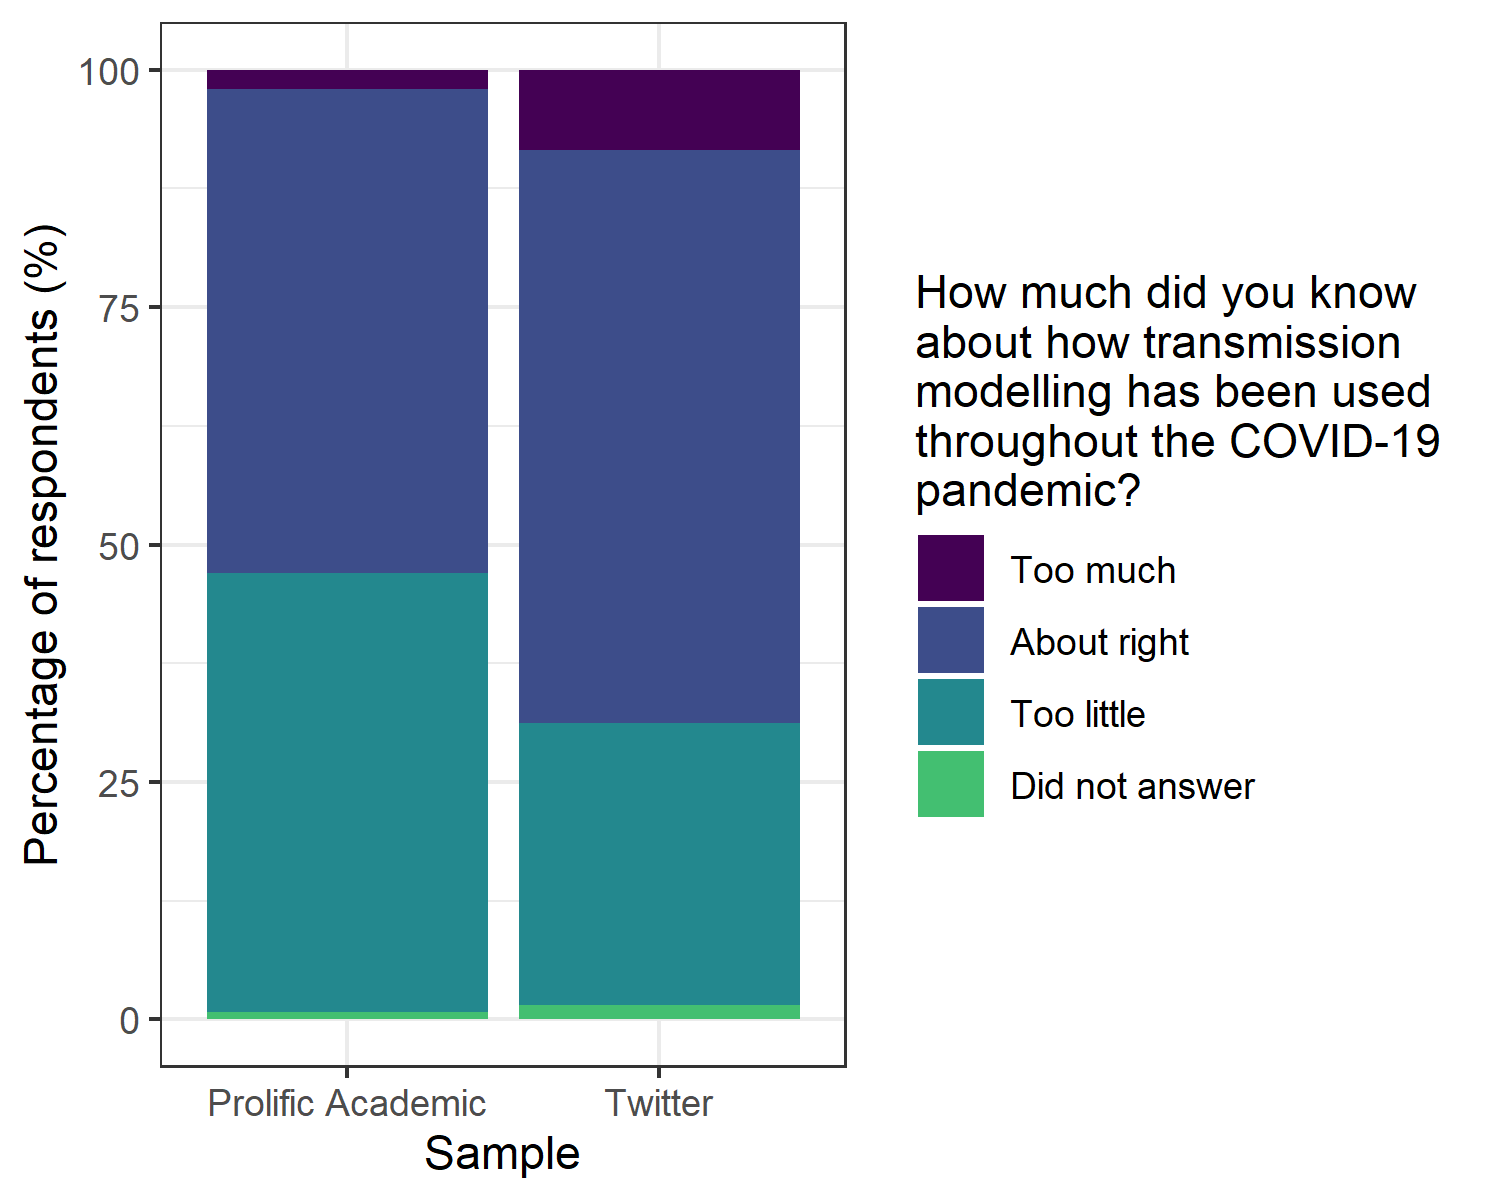 Percentage of respondents (%)
100
75
50
25
0
Prolific Academic
Twitter
Sample
How much did you know
about how transmission
modelling has been used
throughout the COVID-19
pandemic?
Too much
About right
Too little
Did not answer